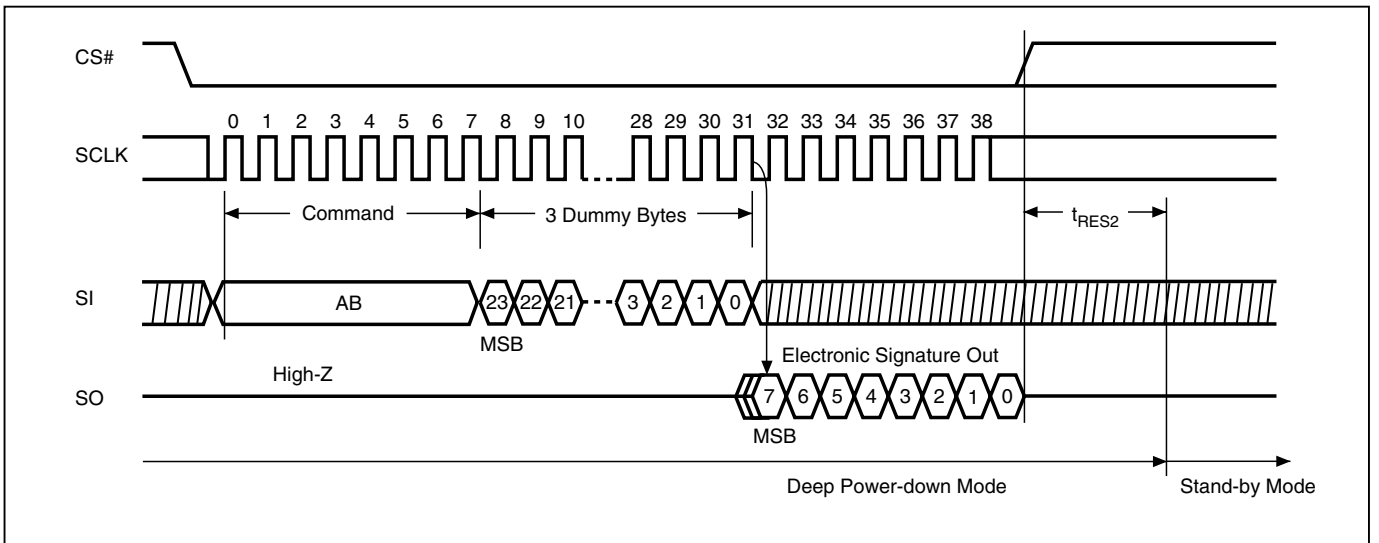 CS#
0 1 2 3 4 5 6 7 8 9 10 28 29 30 31 32 33 34 35 36 37 38
SCLK
Command 3 Dummy Bytes tRES2
SI AB 23 22 21 3 2 1 0
MSB
Electronic Signature Out
High-Z
SO 7 6 5 4 3 2 1 0
MSB
Deep Power-down Mode Stand-by Mode